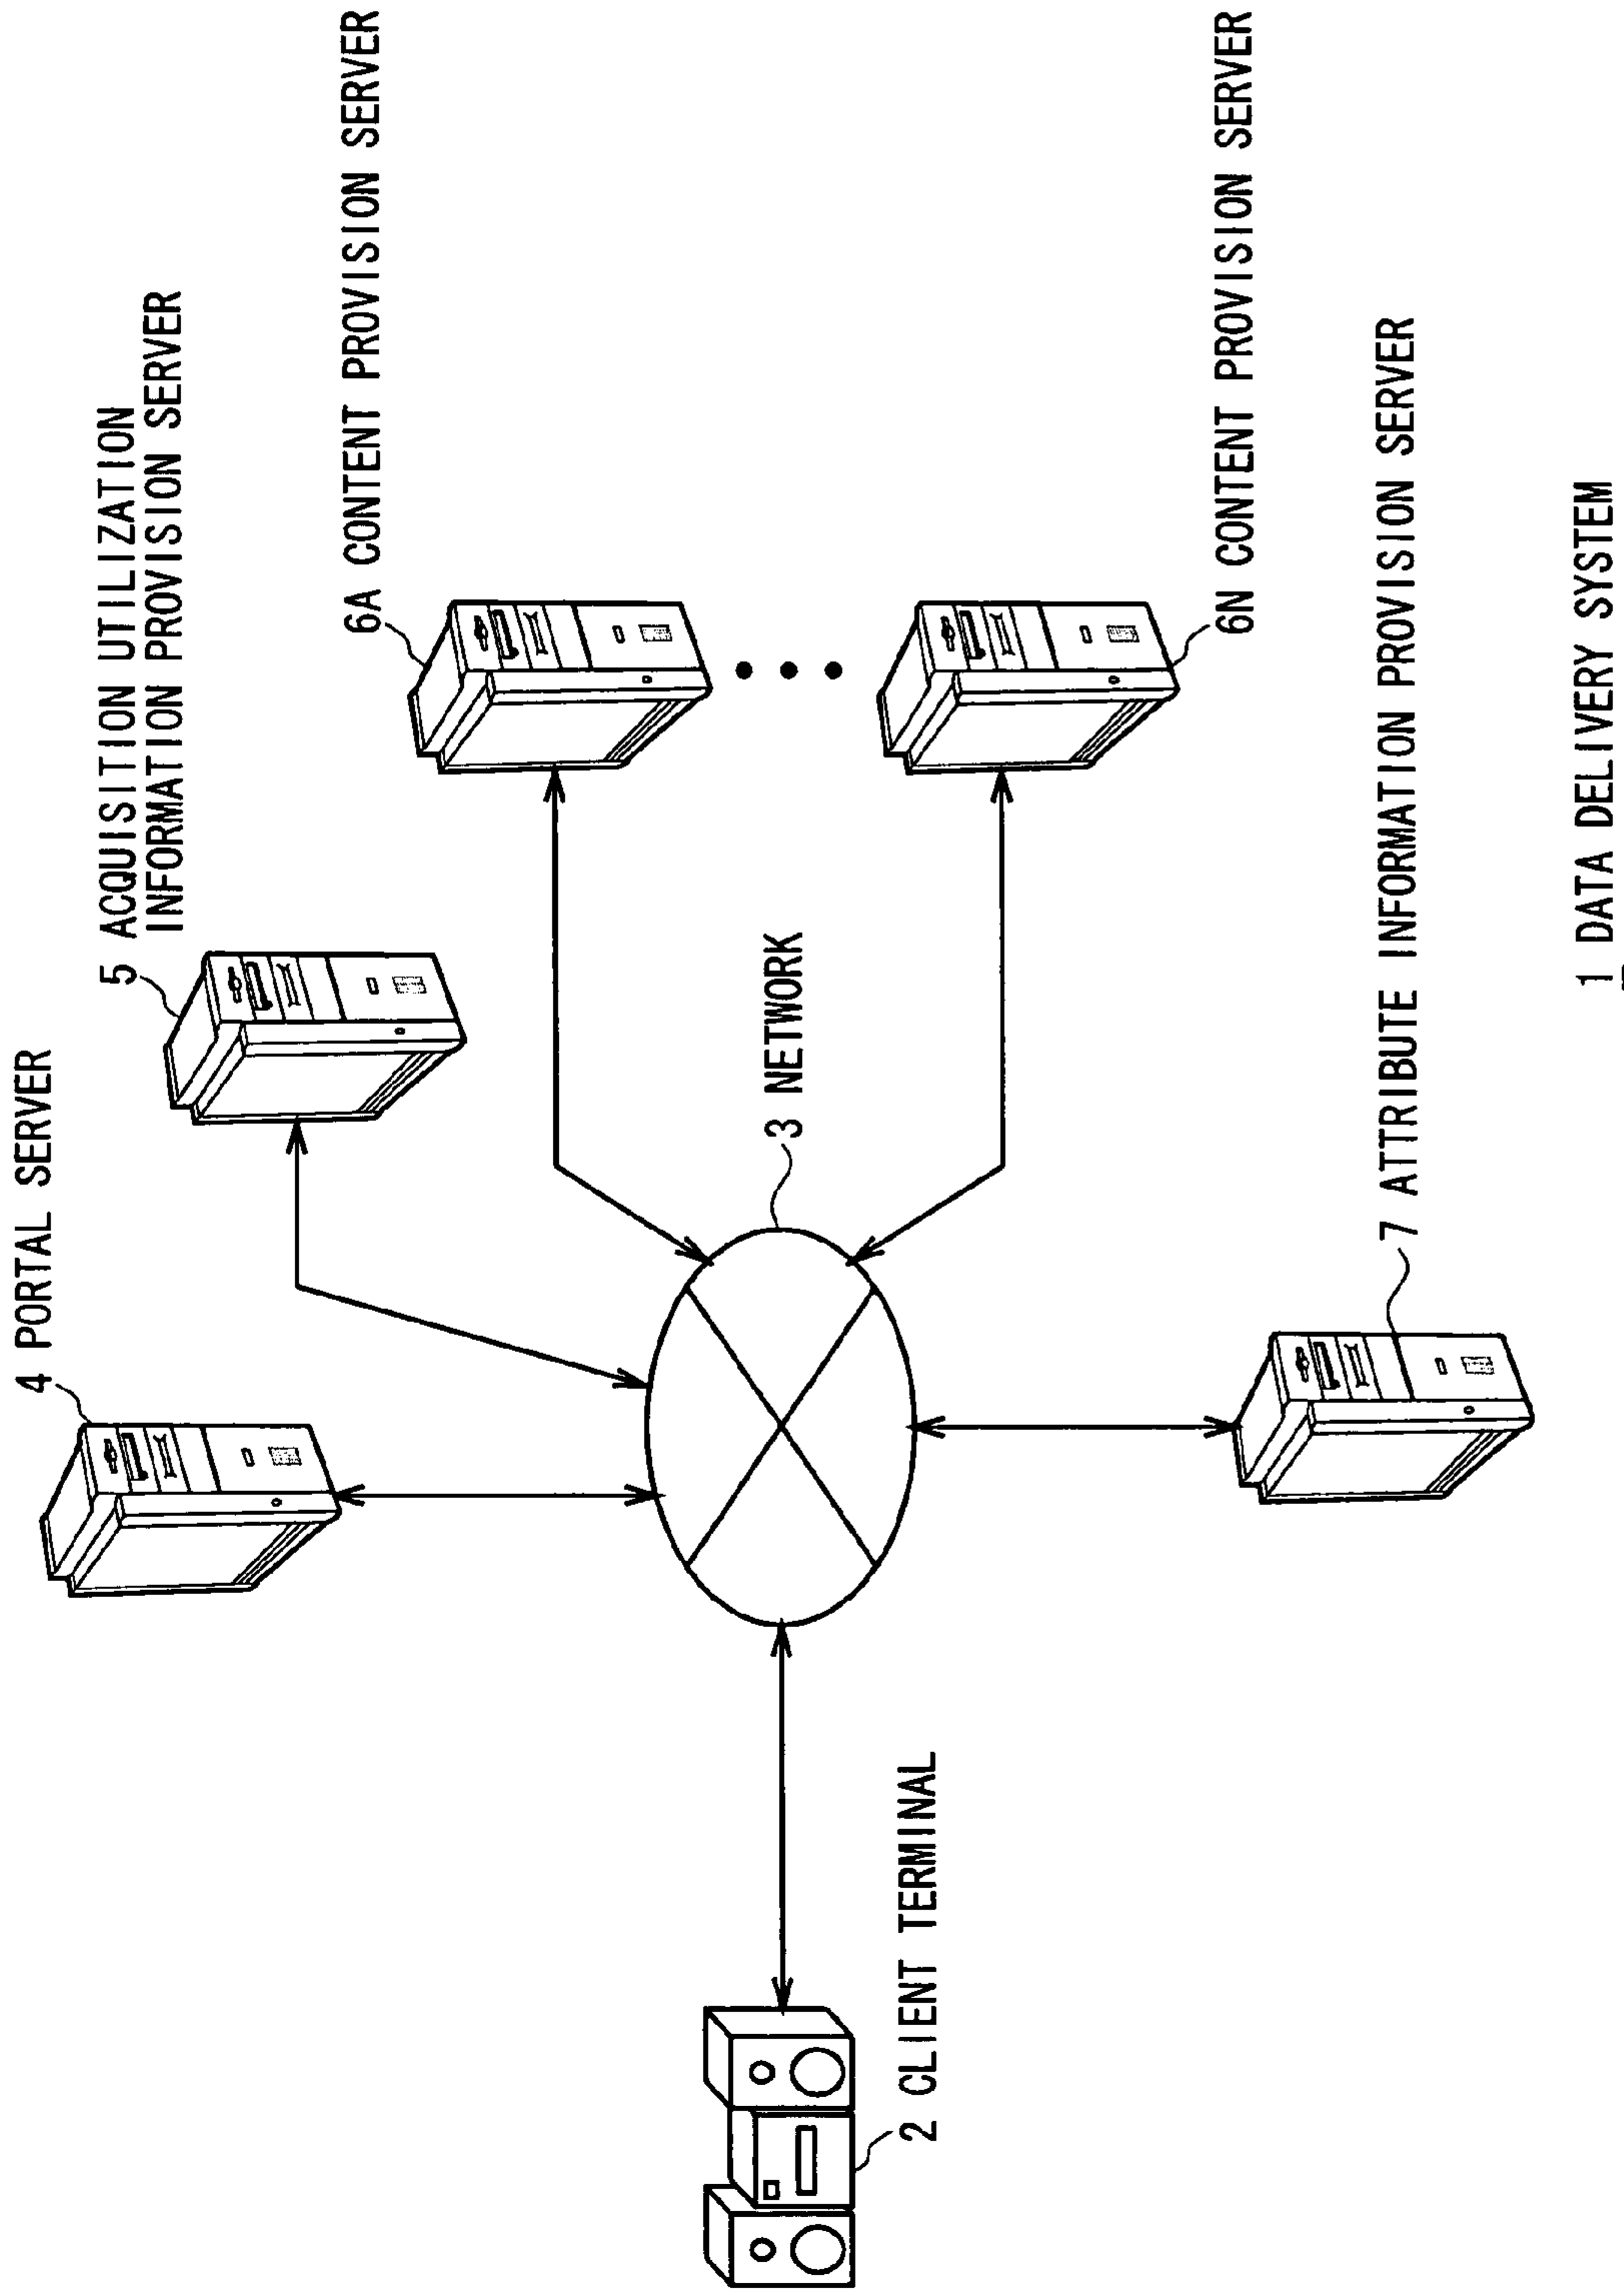 4 PORTAL SERVER
5 ACQUISITION UTILIZATION
INFORMATION PROVISION SERVER
6A CONTENT PROVISION SERVER
3 NETWORK
2 CLIENT TERMINAL
6N CONTENT PROVISION SERVER
7 ATTRIBUTE INFORMATION PROVISION SERVER
1 DATA DELIVERY SYSTEM